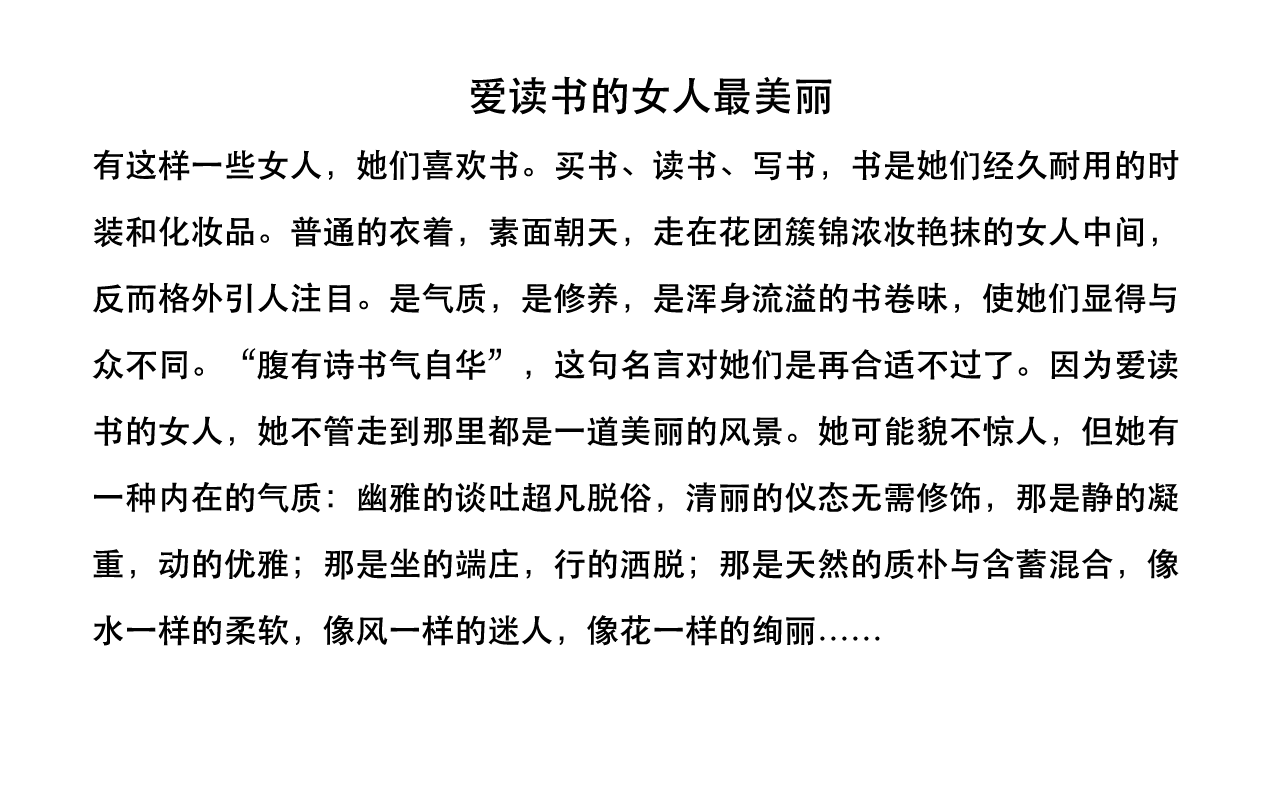 爱读书的女人最美丽
有这样一些女人，她们喜欢书。买书、读书、写书，书是她们经久耐用的时
装和化妆品。普通的衣着，素面朝天，走在花团簇锦浓妆艳抹的女人中间，
反而格外引人注目。是气质，是修养，是浑身流溢的书卷味，使她们显得与
众不同。“腹有诗书气自华”，这句名言对她们是再合适不过了。因为爱读
书的女人，她不管走到那里都是一道美丽的风景。她可能貌不惊人，但她有
一种内在的气质：幽雅的谈吐超凡脱俗，清丽的仪态无需修饰，那是静的凝
重，动的优雅；那是坐的端庄，行的洒脱；那是天然的质朴与含蓄混合，像
水一样的柔软，像风一样的迷人，像花一样的绚丽……